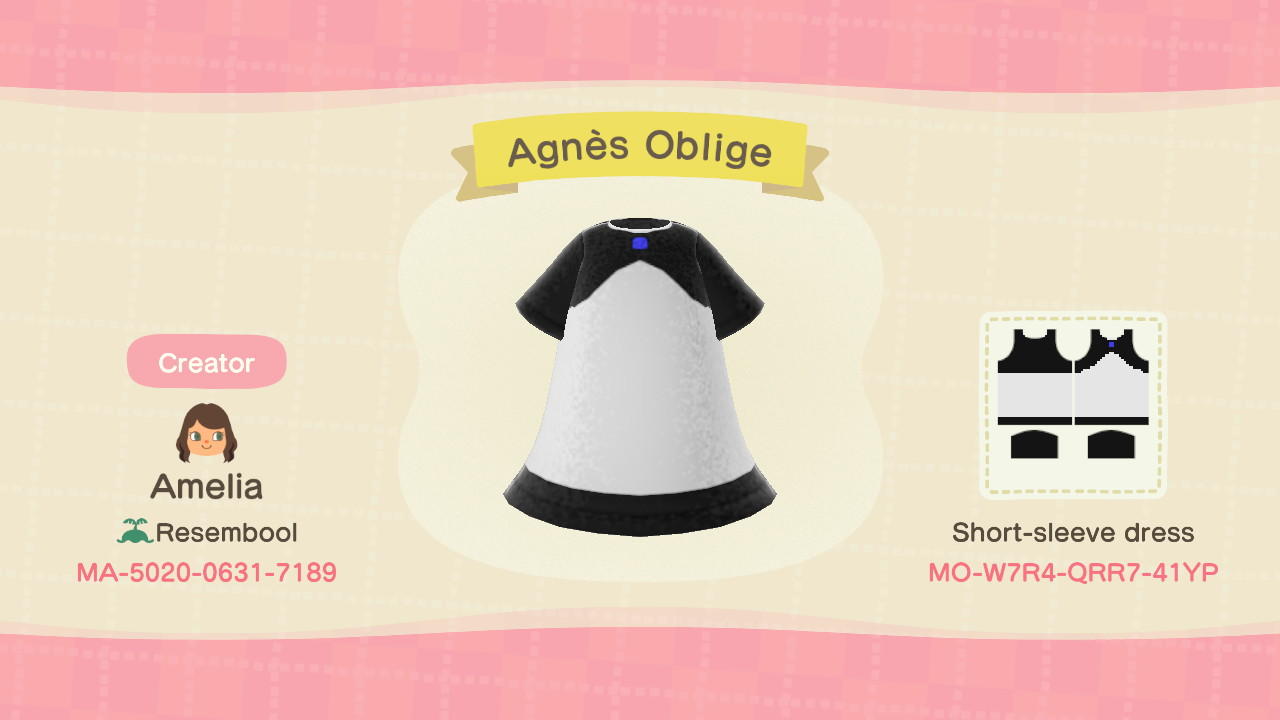 Agnès Oblige
Creator
Amelia
Resembool
MA-5020-0631-7189
Short-sleeve dress
MO-W7R4-QRR7-41YP